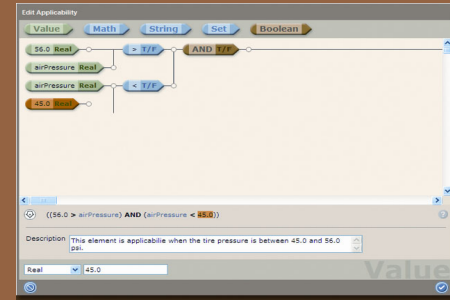 Edit Applicability
Value Math String Set Boolean
56.0 Real > T/F AND T/F
airPressure Real
airPressure Real < T/F
45.0 Real
((56.0 > airPressure) AND (airPressure < 45.0))
Description This element is applicabilie when the tire pressure is between 45.0 and 56.0
psi.
Real 45.0
Value